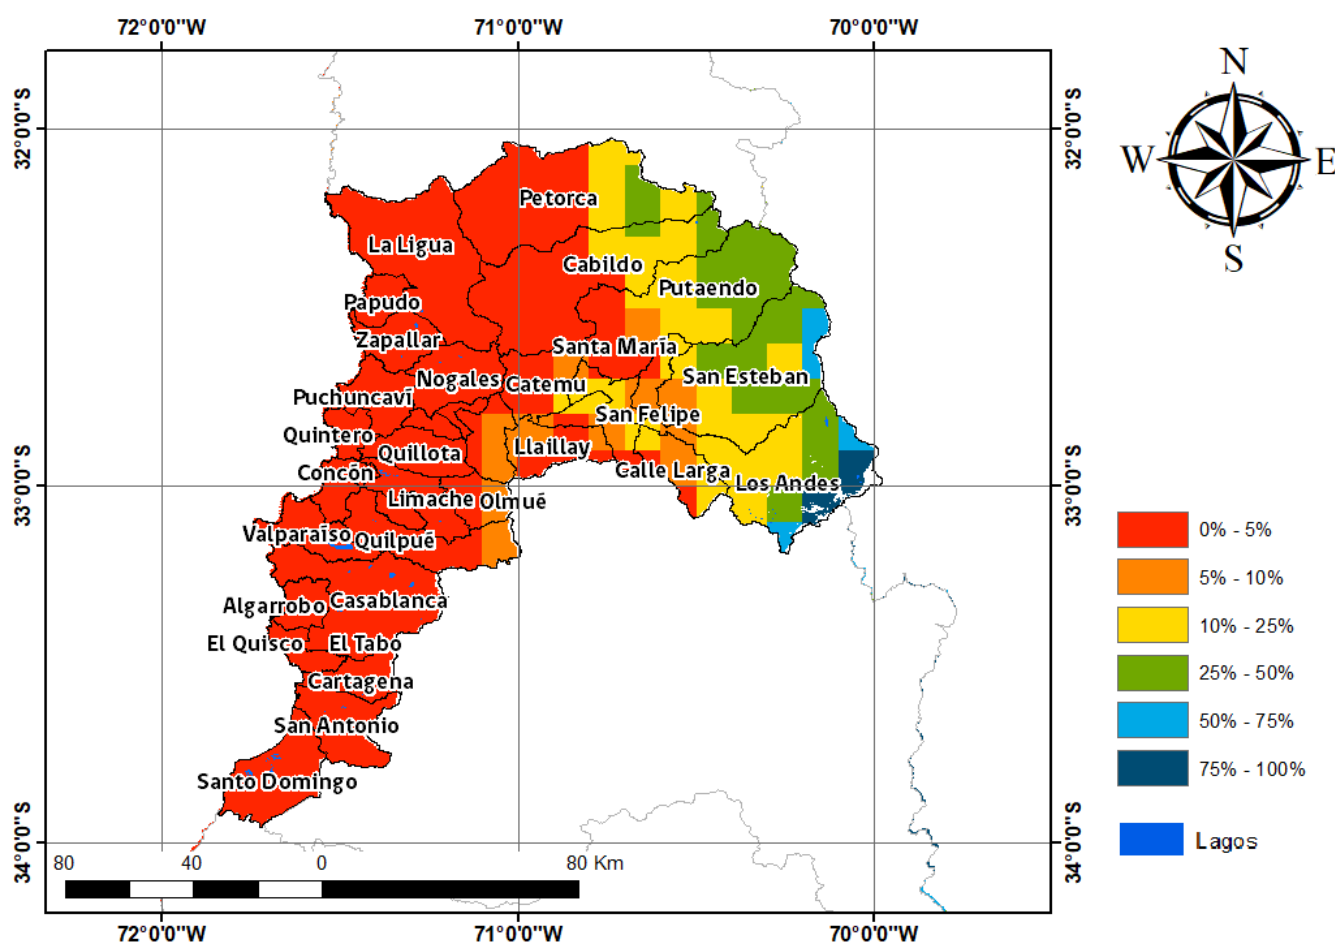 72°0'0"W 71°0'0"W 70°0'0"W
32°0'0"S 32°0'0"S
N
W E
S
Petorca
La Ligua
Cabildo
Putaendo
Papudo
Zapallar
Santa María
Nogales
Catemu
San Esteban
Puchuncaví
San Felipe
Quintero
Quillota
Llaillay
Concón
Calle Larga
33°0'0"S 33°0'0"S
Limache
Olmué
Los Andes
Valparaíso
Quilpué
Algarrobo
Casablanca
El Quisco
El Tabo
Cartagena
San Antonio
Santo Domingo
0% - 5%
5% - 10%
10% - 25%
25% - 50%
50% - 75%
75% - 100%
Lagos
34°0'0"S 34°0'0"S
80 40 0 80 Km
72°0'0"W 71°0'0"W 70°0'0"W